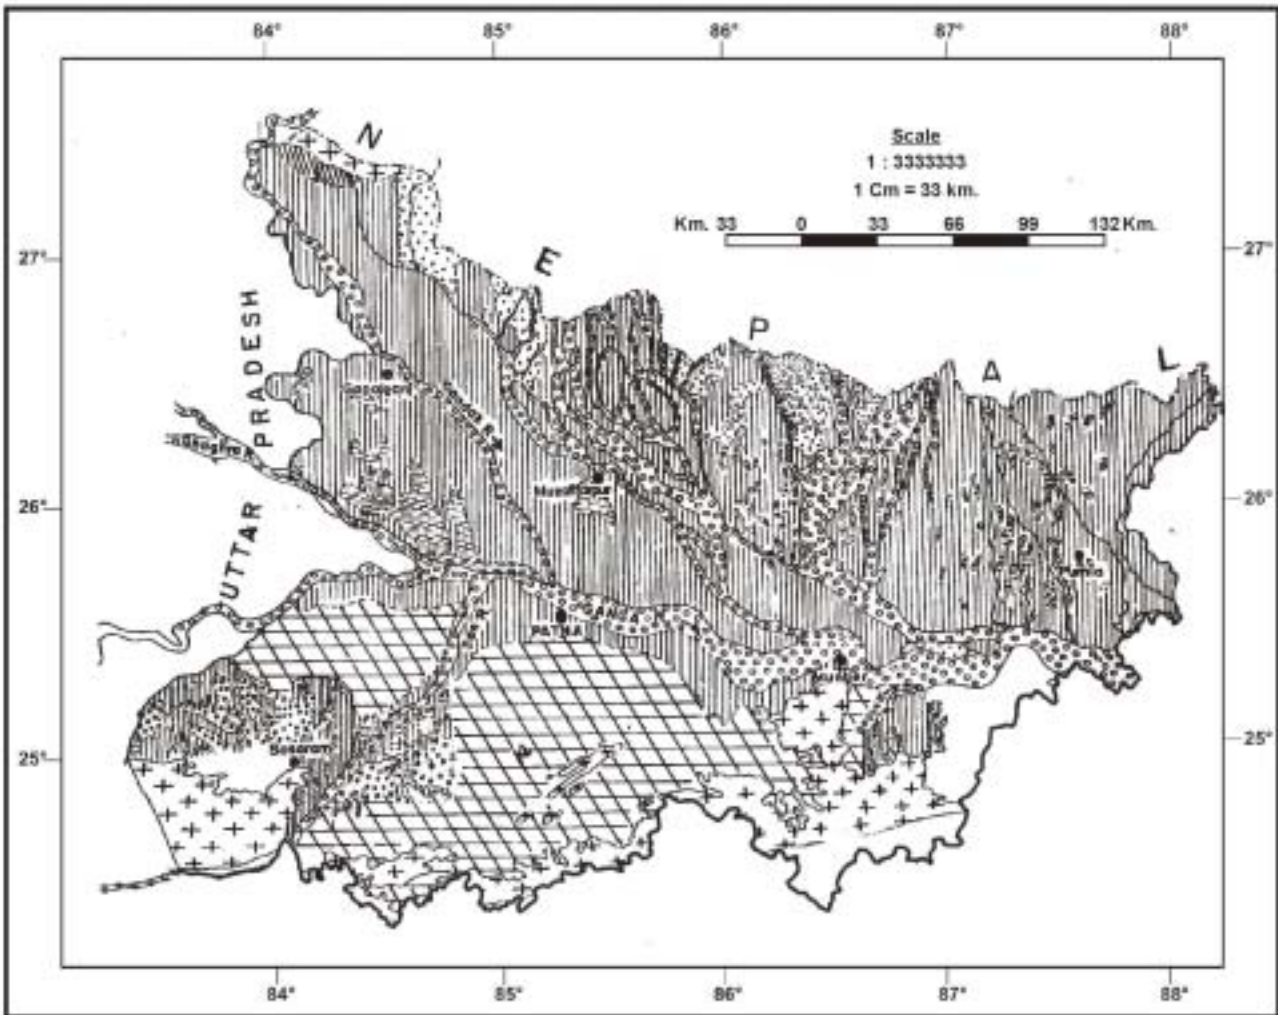 84° 85° 86° 87° 88°
Scale
1 : 3333333
1 Cm = 33 km.
Km. 33 0 33 66 99 132 Km.
N E P A L
27° 27°
UTTAR PRADESH
26° 26°
PATNA
Sasaram
25° 25°
84° 85° 86° 87° 88°